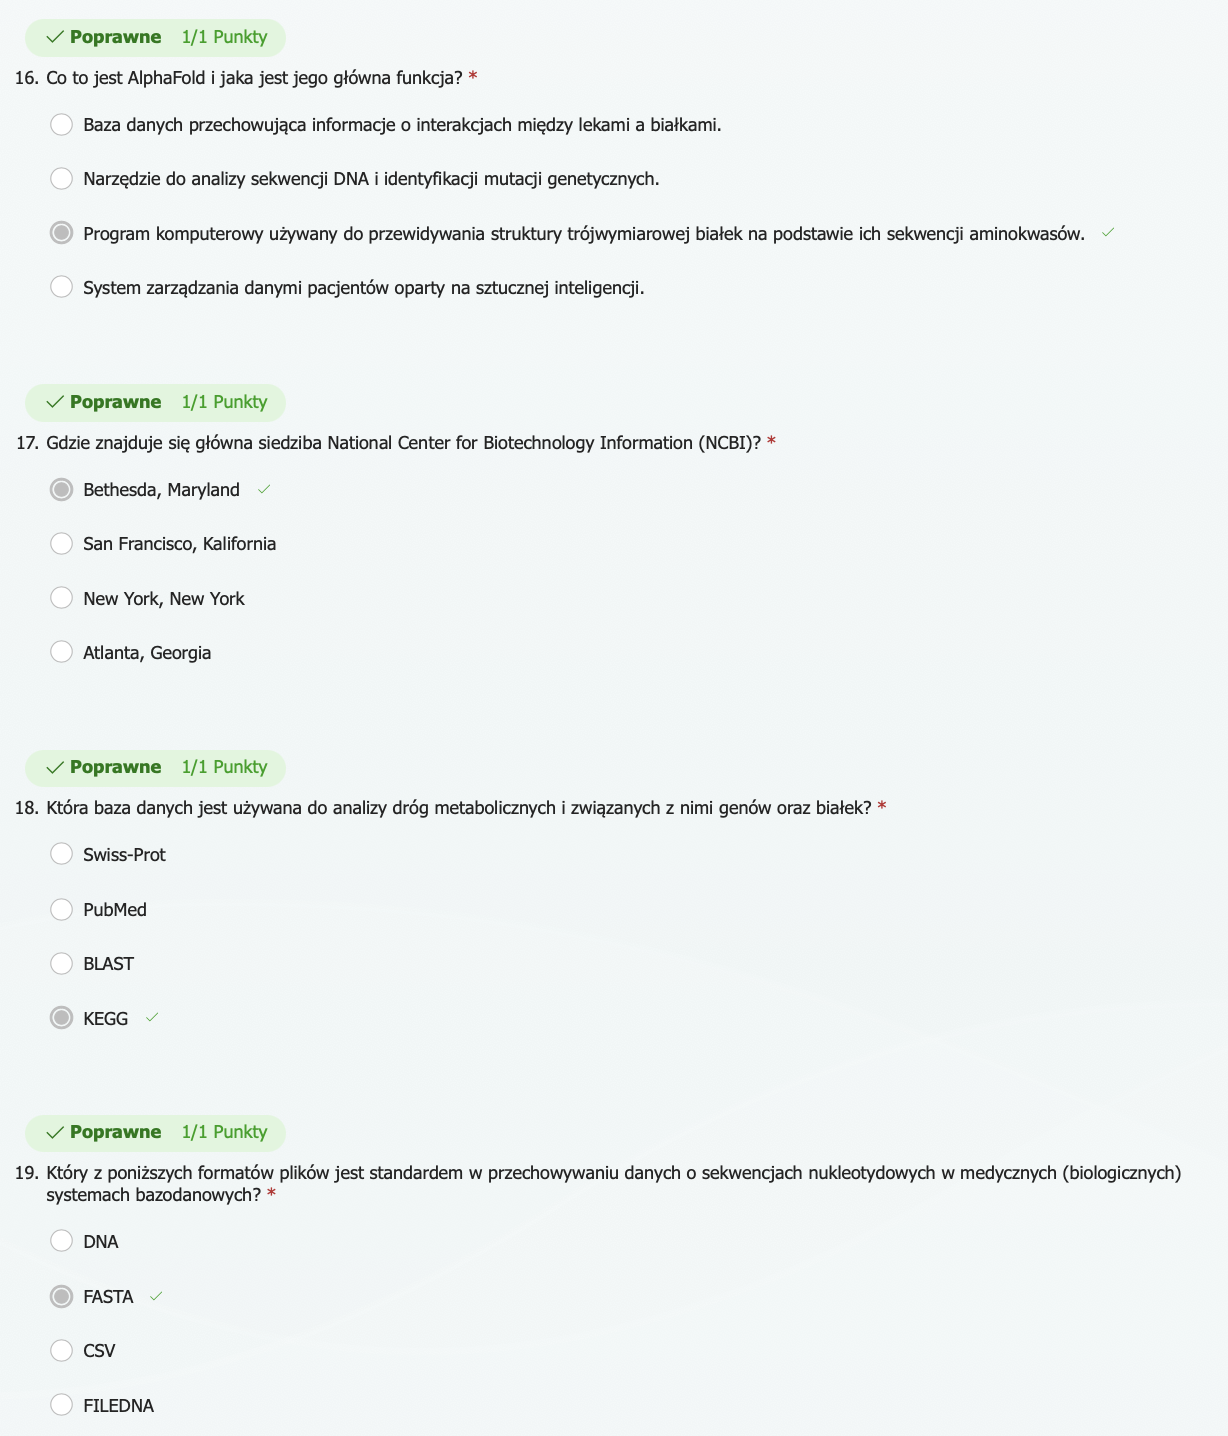 Poprawne 1/1 Punkty
16. Co to jest AlphaFold i jaka jest jego główna funkcja? *
Baza danych przechowująca informacje o interakcjach między lekami a białkami.
Narzędzie do analizy sekwencji DNA i identyfikacji mutacji genetycznych.
Program komputerowy używany do przewidywania struktury trójwymiarowej białek na podstawie ich sekwencji aminokwasów.
System zarządzania danymi pacjentów oparty na sztucznej inteligencji.
Poprawne 1/1 Punkty
17. Gdzie znajduje się główna siedziba National Center for Biotechnology Information (NCBI)? *
Bethesda, Maryland
San Francisco, Kalifornia
New York, New York
Atlanta, Georgia
Poprawne 1/1 Punkty
18. Która baza danych jest używana do analizy dróg metabolicznych i związanych z nimi genów oraz białek? *
Swiss-Prot
PubMed
BLAST
KEGG
Poprawne 1/1 Punkty
19. Który z poniższych formatów plików jest standardem w przechowywaniu danych o sekwencjach nukleotydowych w medycznych (biologicznych)
systemach bazodanowych? *
DNA
FASTA
CSV
FILEDNA